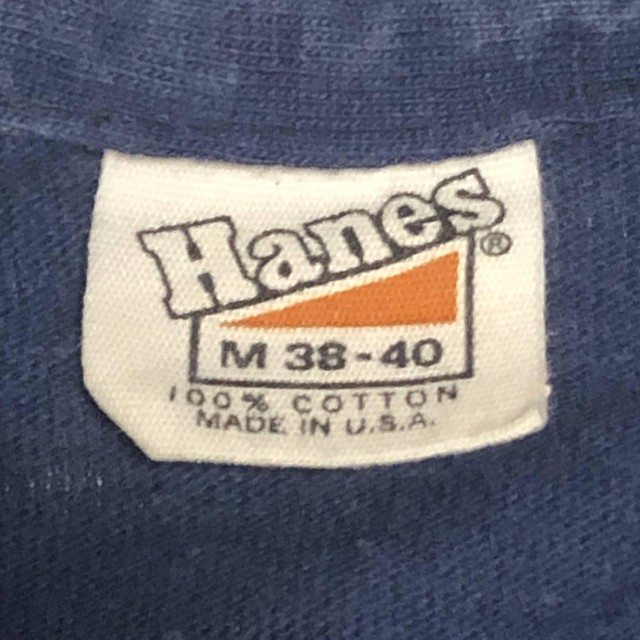 Hanes®
M 38-40
100% COTTON
MADE IN U.S.A.